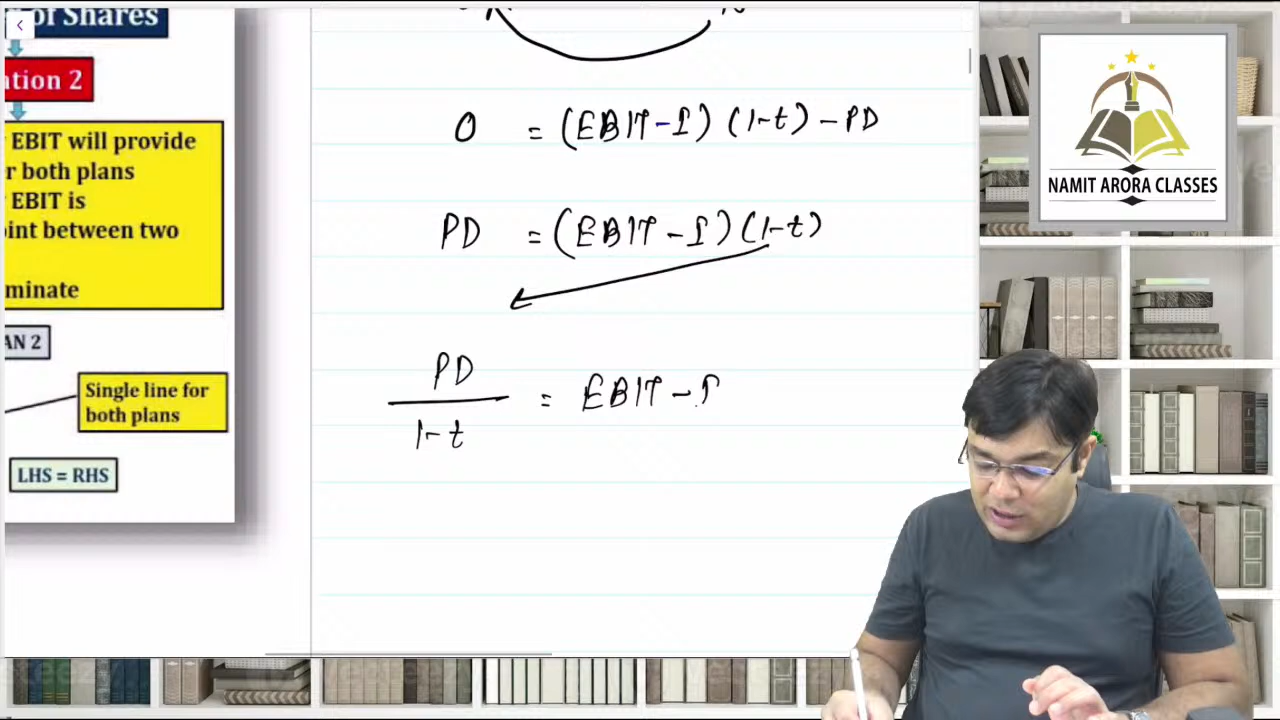 of Shares
ation 2
EBIT will provide
r both plans
EBIT is
oint between two
minate
AN 2
Single line for
both plans
LHS = RHS
O = (EBIT-I) (1-t) - PD
PD = (EBIT - I) (1-t)
PD
1-t = EBIT - I
NAMIT ARORA CLASSES